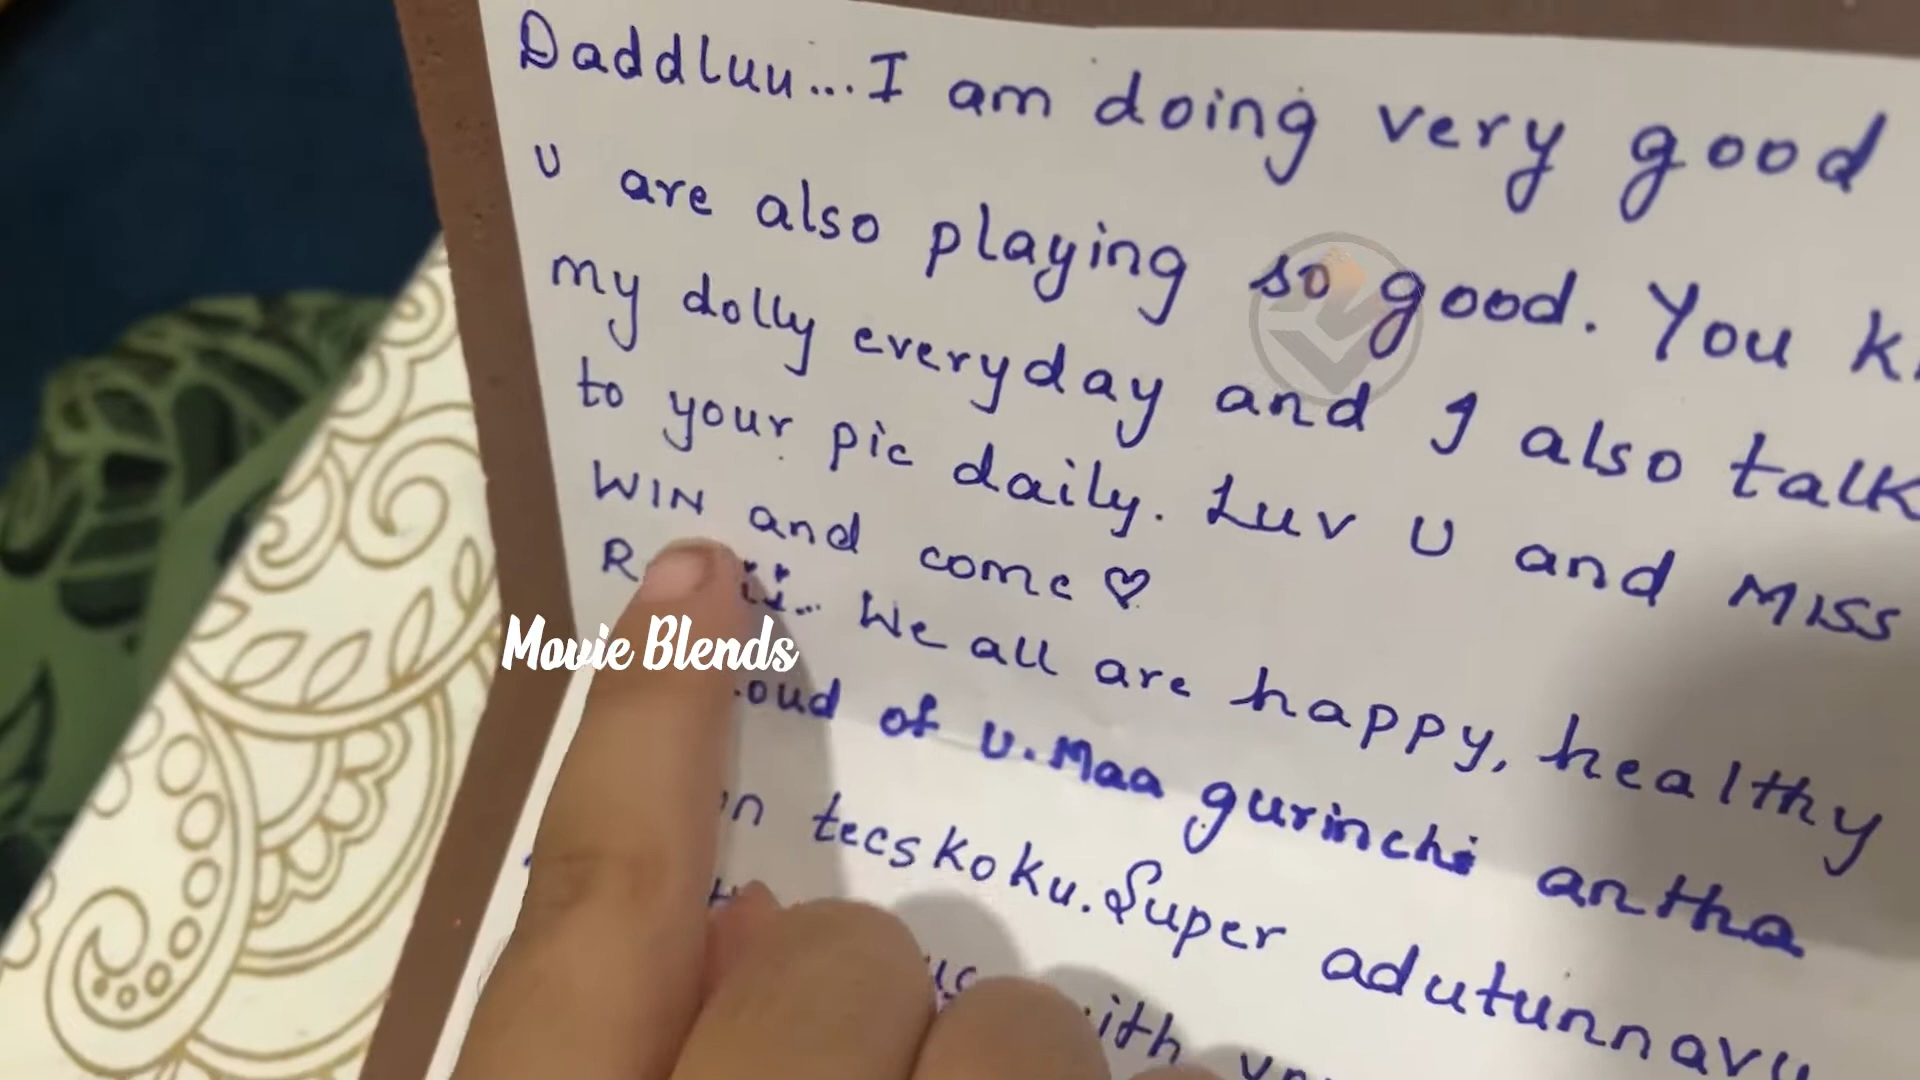 Daddluu...I am doing very good
U are also playing so good. You
my dolly everyday and I also talk
to your pic daily. Luv U and MISS
WIN and come ♡
We all are happy, healthy
of U. Maa gurinchi antha
tecskoku. Super adutunnavu
Movie Blends